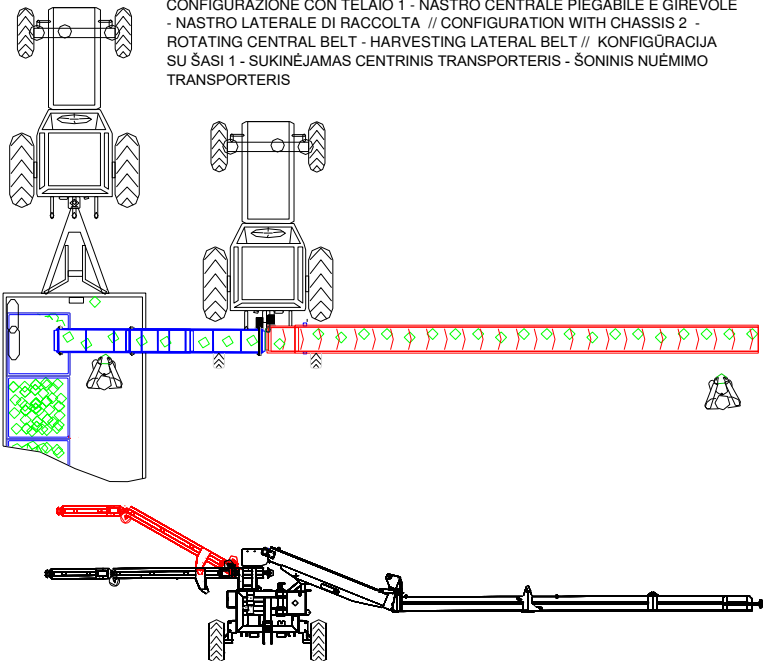 CONFIGURAZIONE CON TELAIO 1 - NASTRO CENTRALE PIEGABILE E GIREVOLE
- NASTRO LATERALE DI RACCOLTA // CONFIGURATION WITH CHASSIS 2 -
ROTATING CENTRAL BELT - HARVESTING LATERAL BELT // KONFIGŪRACIJA
SU ŠASI 1 - SUKINĖJAMAS CENTRINIS TRANSPORTERIS - ŠONINIS NUĖMIMO
TRANSPORTERIS